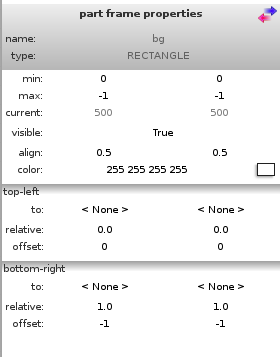 part frame properties
name: bg
type: RECTANGLE
min: 0 0
max: -1 -1
current: 500 500
visible: True
align: 0.5 0.5
color: 255 255 255 255
top-left
to: < None > < None >
relative: 0.0 0.0
offset: 0 0
bottom-right
to: < None > < None >
relative: 1.0 1.0
offset: -1 -1